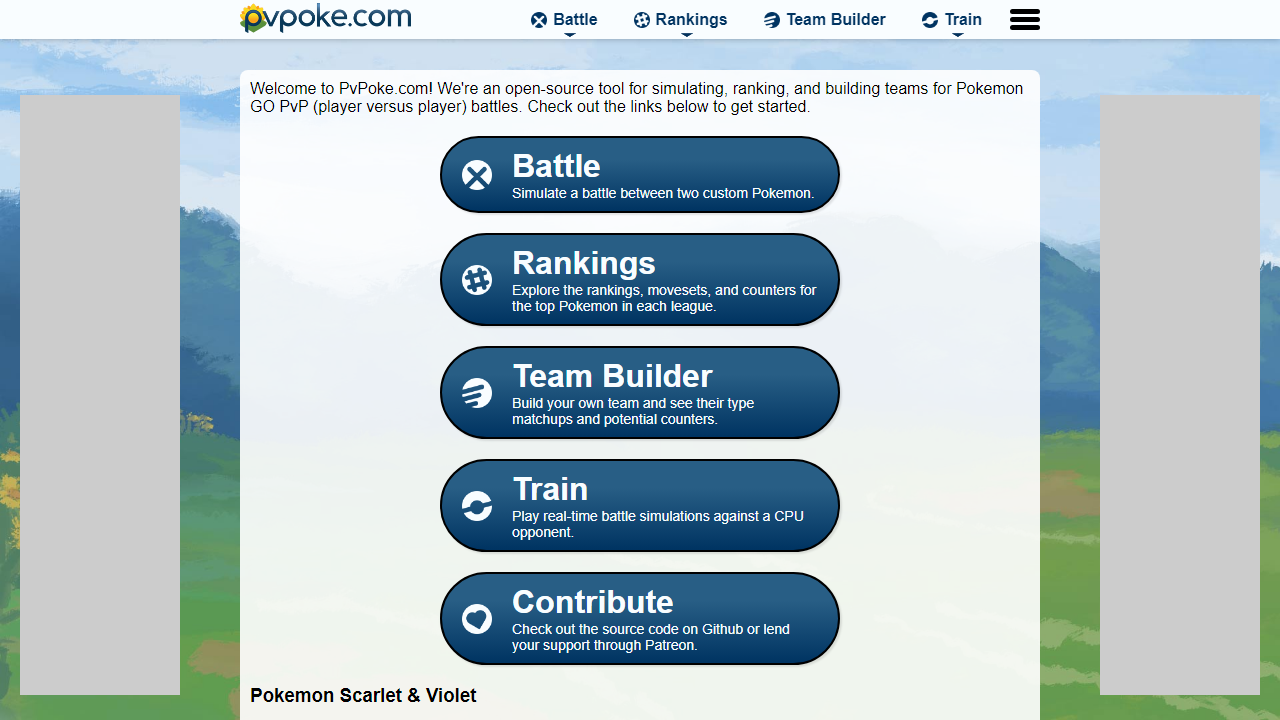 pvpoke.com
Battle
Rankings
Team Builder
Train
Welcome to PvPoke.com! We're an open-source tool for simulating, ranking, and building teams for Pokemon
GO PvP (player versus player) battles. Check out the links below to get started.
Battle
Simulate a battle between two custom Pokemon.
Rankings
Explore the rankings, movesets, and counters for
the top Pokemon in each league.
Team Builder
Build your own team and see their type
matchups and potential counters.
Train
Play real-time battle simulations against a CPU
opponent.
Contribute
Check out the source code on Github or lend
your support through Patreon.
Pokemon Scarlet & Violet